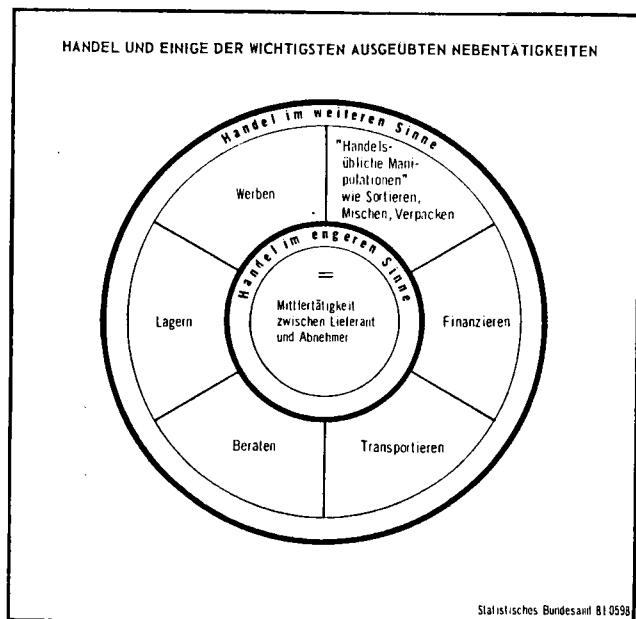 HANDEL UND EINIGE DER WICHTIGSTEN AUSGEÜBTEN NEBENTÄTIGKEITEN
Handel im weiteren Sinne
"Handels-
übliche Mani-
pulationen"
wie Sortieren,
Mischen, Verpacken
Werben
Handel im engeren Sinne
=
Mittlertätigkeit
zwischen Lieferant
und Abnehmer
Lagern
Finanzieren
Beraten
Transportieren
Statistisches Bundesamt 81 0598